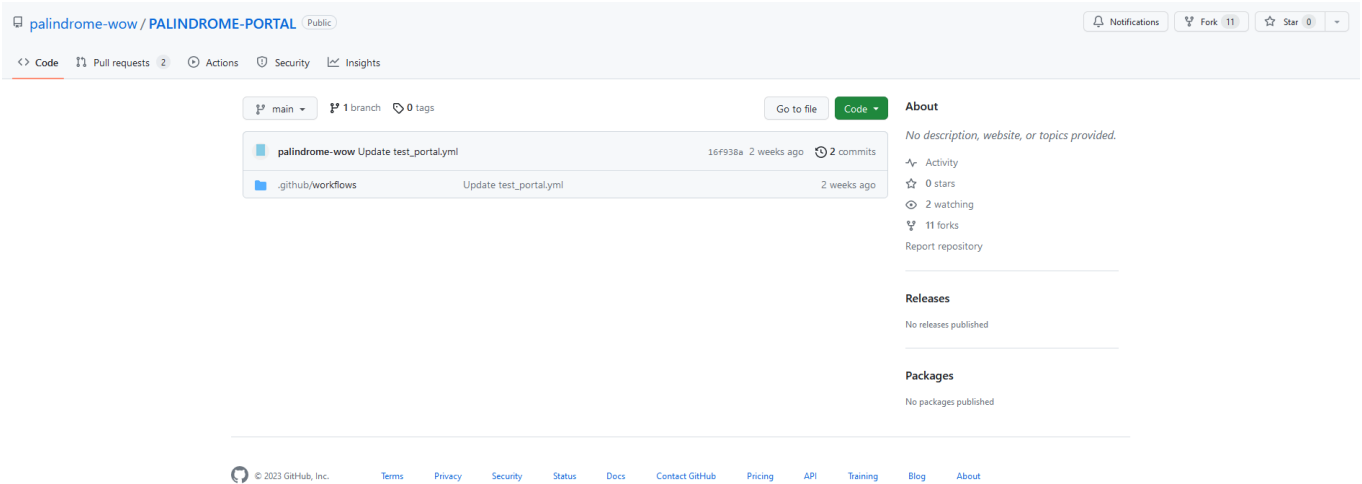 palindrome-wow / PALINDROME-PORTAL Public Notifications Fork 11 Star 0
Code Pull requests 2 Actions Security Insights
main 1 branch 0 tags Go to file Code
palindrome-wow Update test_portal.yml 16f938a 2 weeks ago 2 commits
.github/workflows Update test_portal.yml 2 weeks ago
About
No description, website, or topics provided.
Activity
0 stars
2 watching
11 forks
Report repository
Releases
No releases published
Packages
No packages published
© 2023 GitHub, Inc. Terms Privacy Security Status Docs Contact GitHub Pricing API Training Blog About